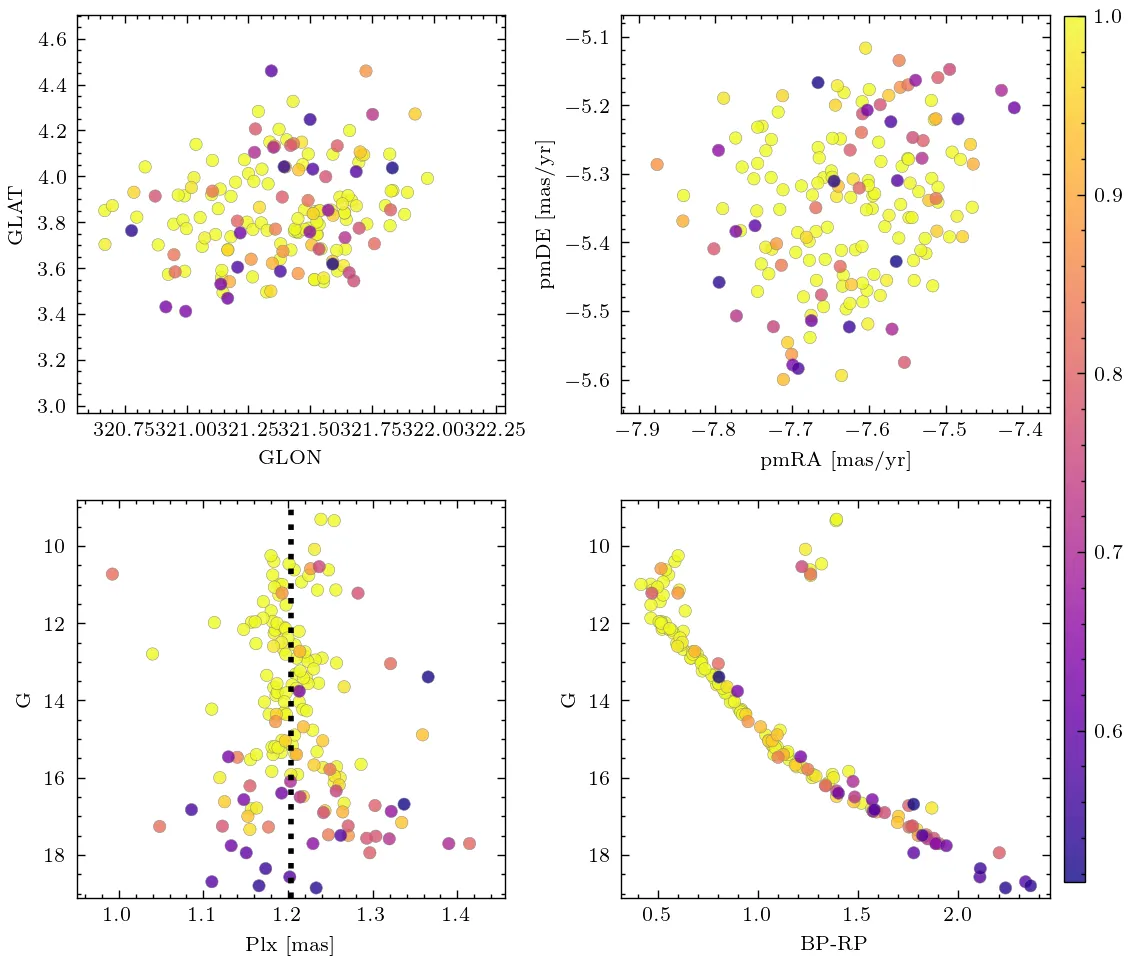 4.6
4.4
4.2
4.0
3.8
3.6
3.4
3.2
3.0
GLAT
320.75321.00321.25321.50321.75322.00322.25
GLON
−5.1
−5.2
−5.3
−5.4
−5.5
−5.6
pmDE [mas/yr]
−7.9 −7.8 −7.7 −7.6 −7.5 −7.4
pmRA [mas/yr]
10
12
14
16
18
G
1.0 1.1 1.2 1.3 1.4
Plx [mas]
10
12
14
16
18
G
0.5 1.0 1.5 2.0
BP-RP
1.0
0.9
0.8
0.7
0.6